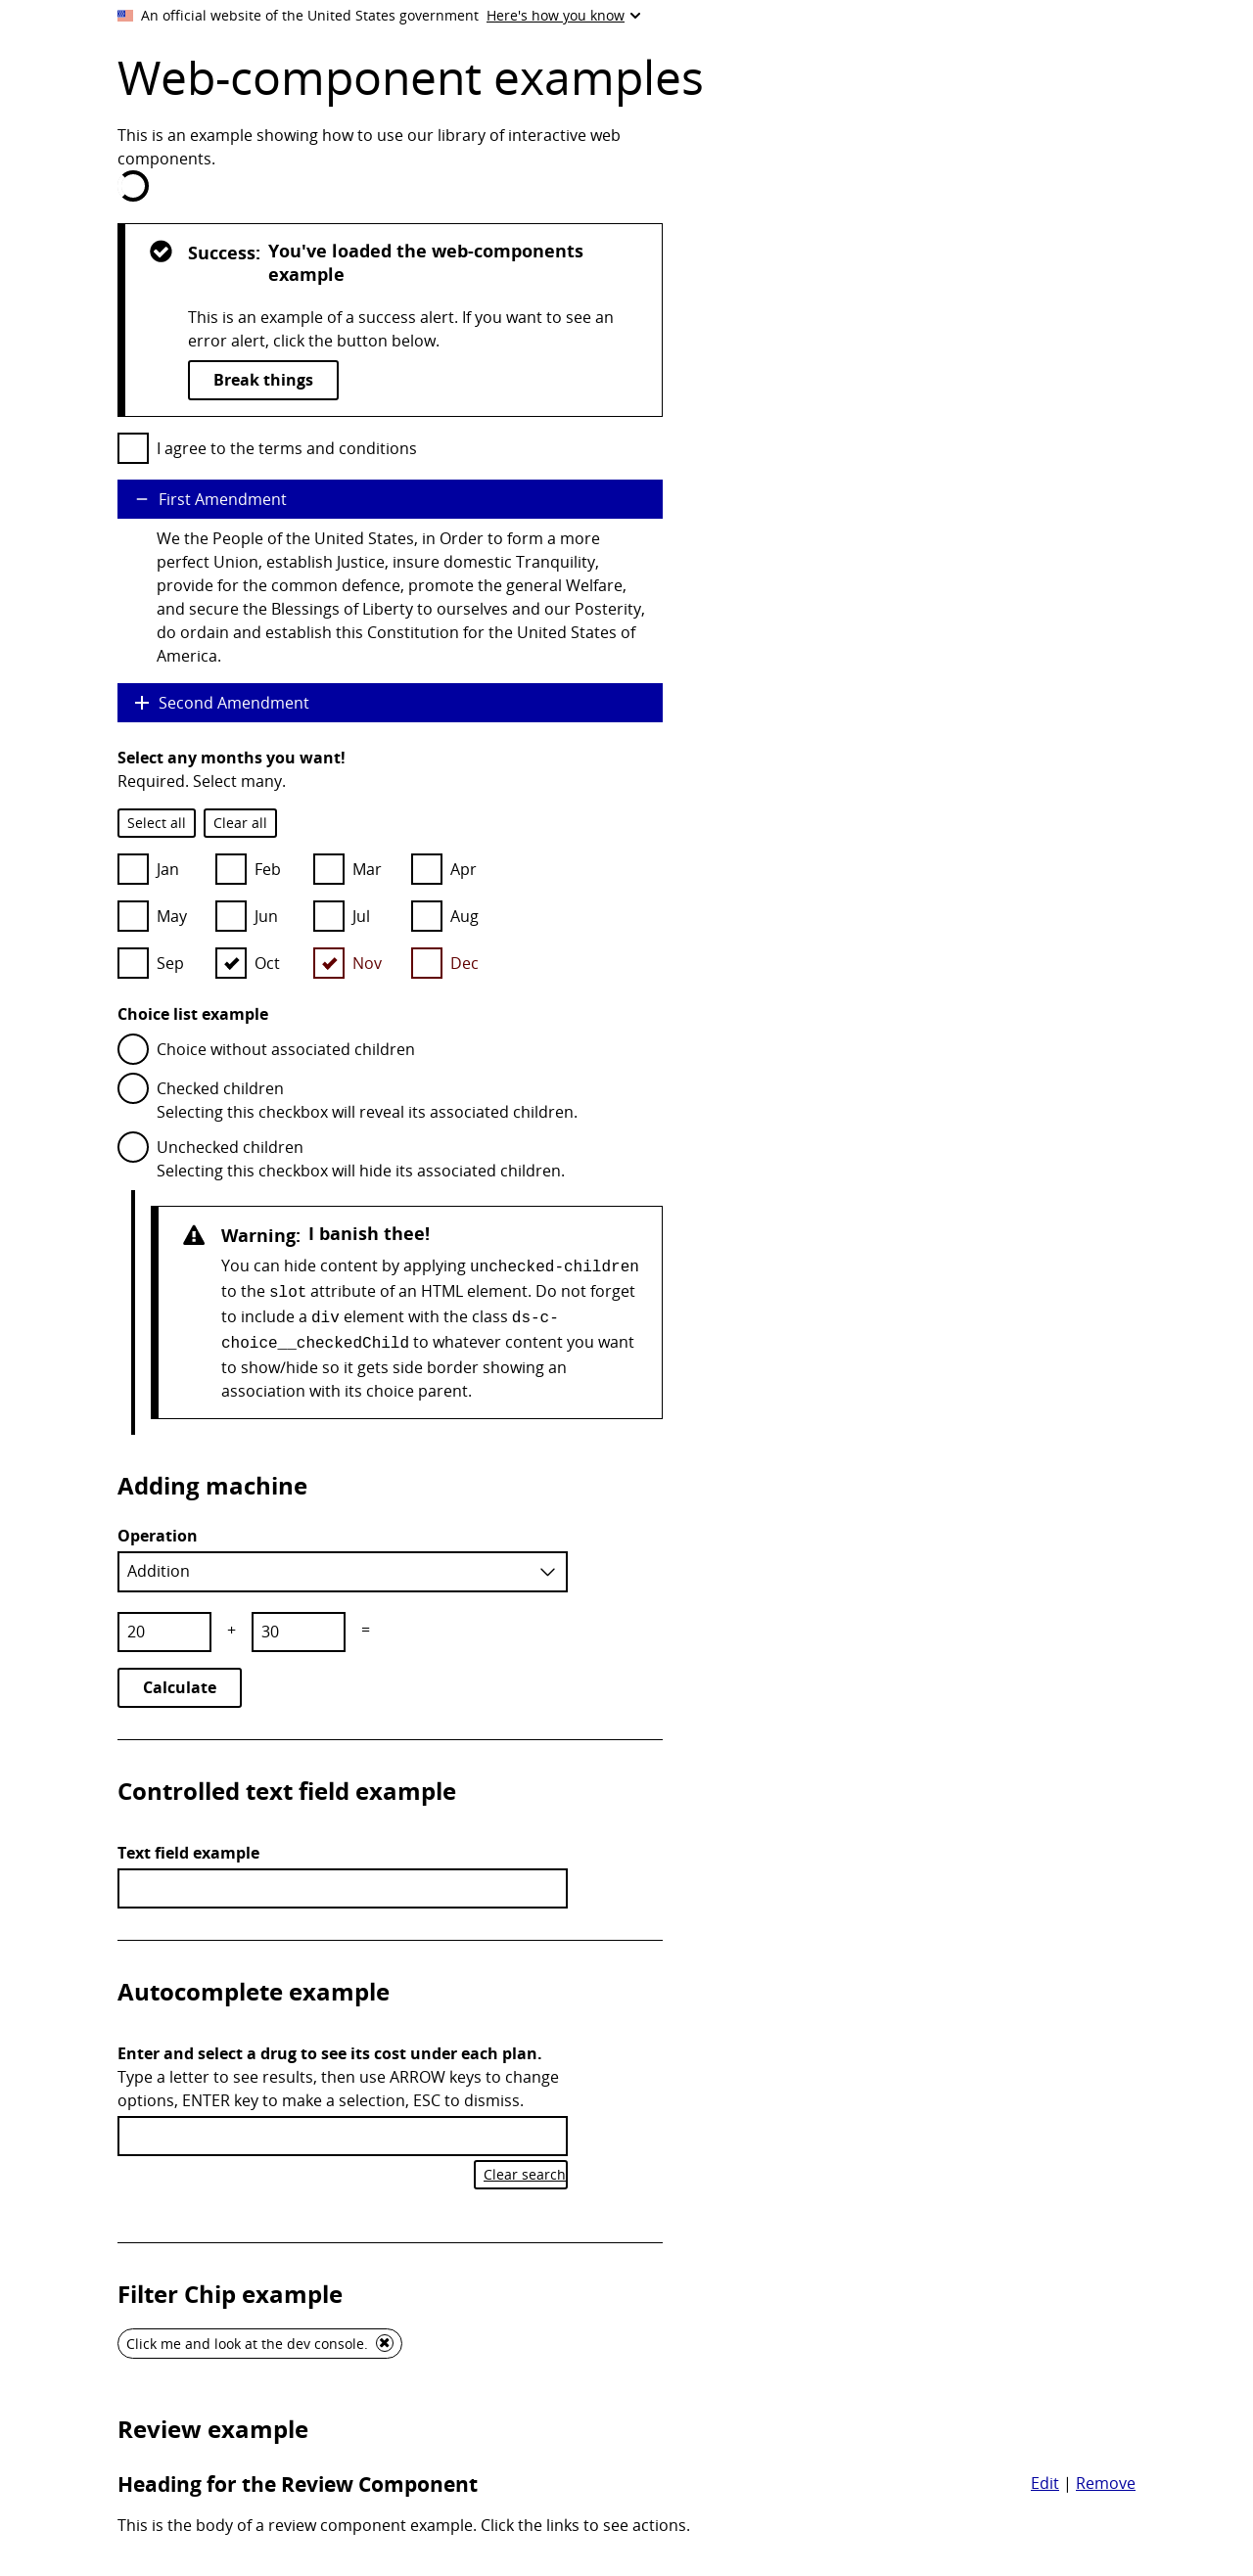 An official website of the United States government Here's how you know
Web-component examples
This is an example showing how to use our library of interactive web
components.
Success: You've loaded the web-components
example
This is an example of a success alert. If you want to see an
error alert, click the button below.
Break things
I agree to the terms and conditions
First Amendment
We the People of the United States, in Order to form a more
perfect Union, establish Justice, insure domestic Tranquility,
provide for the common defence, promote the general Welfare,
and secure the Blessings of Liberty to ourselves and our Posterity,
do ordain and establish this Constitution for the United States of
America.
Second Amendment
Select any months you want!
Required. Select many.
Select all Clear all
Jan Feb Mar Apr
May Jun Jul Aug
Sep Oct Nov Dec
Choice list example
Choice without associated children
Checked children
Selecting this checkbox will reveal its associated children.
Unchecked children
Selecting this checkbox will hide its associated children.
Warning: I banish thee!
You can hide content by applying unchecked-children
to the slot attribute of an HTML element. Do not forget
to include a div element with the class ds-c-
choice__checkedChild to whatever content you want
to show/hide so it gets side border showing an
association with its choice parent.
Adding machine
Operation
Addition
20 + 30 =
Calculate
Controlled text field example
Text field example
Autocomplete example
Enter and select a drug to see its cost under each plan.
Type a letter to see results, then use ARROW keys to change
options, ENTER key to make a selection, ESC to dismiss.
Clear search
Filter Chip example
Click me and look at the dev console.
Review example
Heading for the Review Component Edit | Remove
This is the body of a review component example. Click the links to see actions.